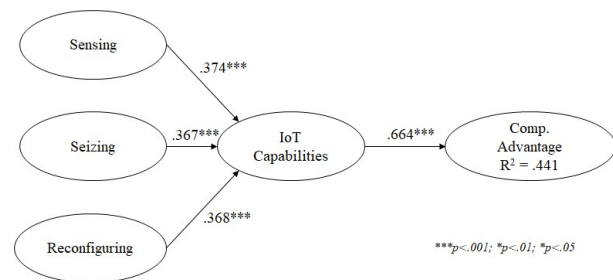 Sensing
.374***
Seizing
.367***
IoT
Capabilities
.664***
Comp.
Advantage
R² = .441
.368***
Reconfiguring
***p<.001; *p<.01; *p<.05